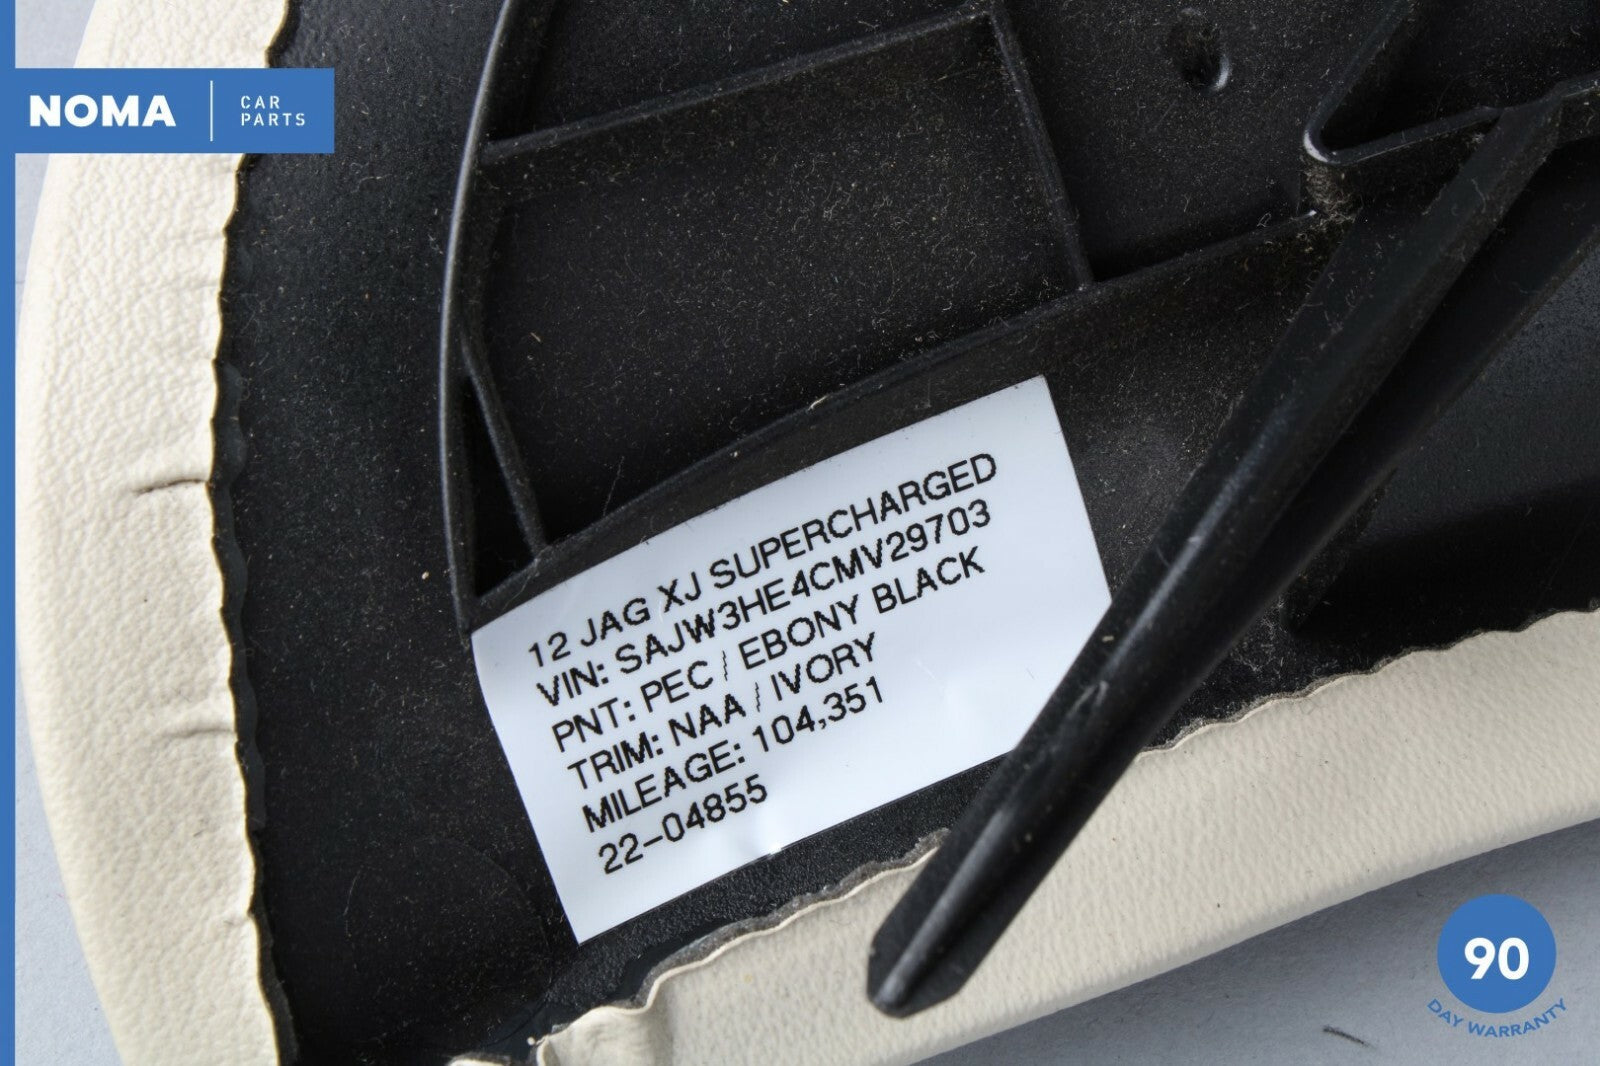 NOMA
CAR
PARTS
12 JAG XJ SUPERCHARGED
VIN: SAJW3HE4CMV29703
PNT: PEC / EBONY BLACK
TRIM: NAA / IVORY
MILEAGE: 104,351
22-04855
90
DAY WARRANTY